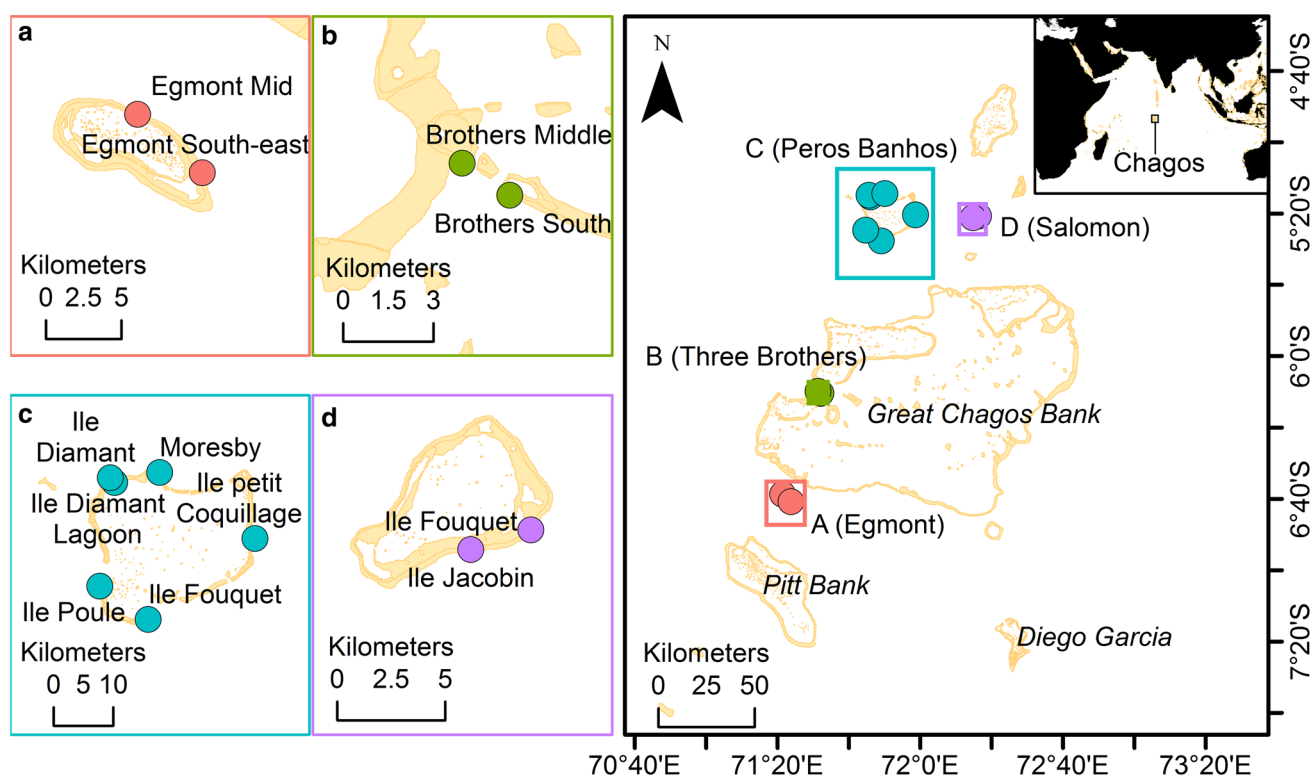 a
Egmont Mid
Egmont South-east
Kilometers
0 2.5 5
b
Brothers Middle
Brothers South
Kilometers
0 1.5 3
c
Ile
Diamant
Moresby
Ile Diamant
Lagoon
Ile petit
Coquillage
Ile Poule
Ile Fouquet
Kilometers
0 5 10
d
Ile Fouquet
Ile Jacobin
Kilometers
0 2.5 5
N
Chagos
C (Peros Banhos)
D (Salomon)
B (Three Brothers)
Great Chagos Bank
A (Egmont)
Pitt Bank
Diego Garcia
Kilometers
0 25 50
4°40'S
5°20'S
6°0'S
6°40'S
7°20'S
70°40'E 71°20'E 72°0'E 72°40'E 73°20'E